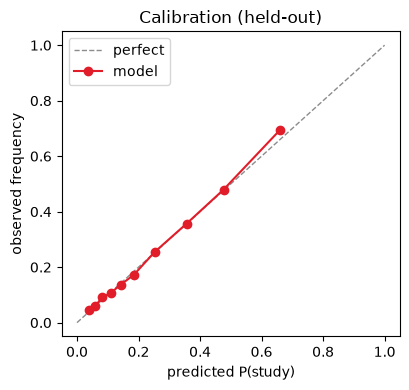 Calibration (held-out)
perfect
model
observed frequency
1.0
0.8
0.6
0.4
0.2
0.0
0.0 0.2 0.4 0.6 0.8 1.0
predicted P(study)